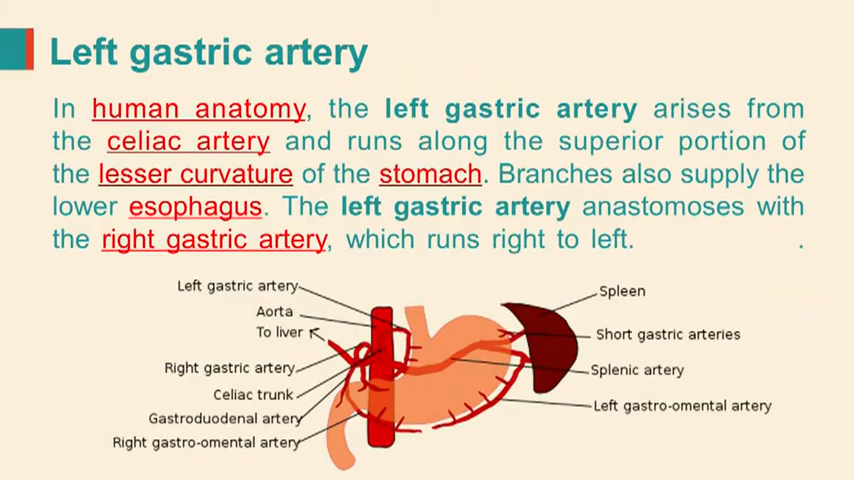 Left gastric artery
In human anatomy, the left gastric artery arises from
the celiac artery and runs along the superior portion of
the lesser curvature of the stomach. Branches also supply the
lower esophagus. The left gastric artery anastomoses with
the right gastric artery, which runs right to left. .
Left gastric artery
Aorta
To liver
Right gastric artery
Celiac trunk
Gastroduodenal artery
Right gastro-omental artery
Spleen
Short gastric arteries
Splenic artery
Left gastro-omental artery